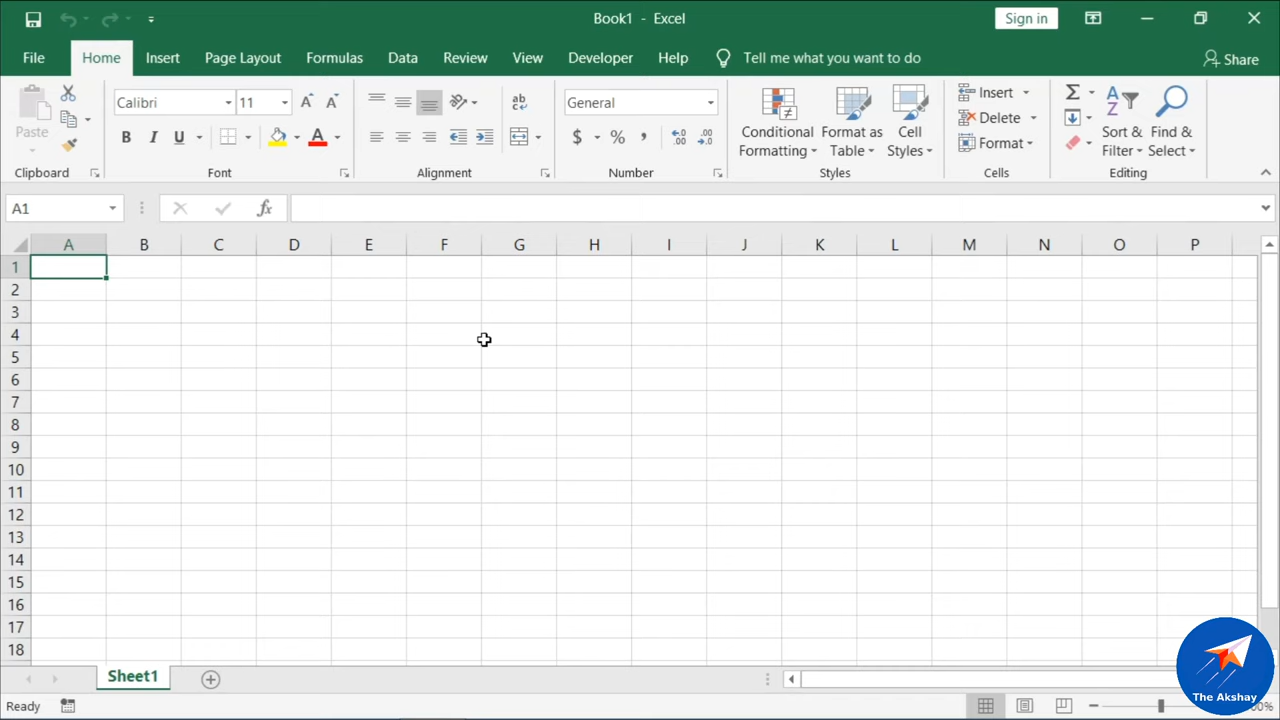 Book1 - Excel
Sign in
File Home Insert Page Layout Formulas Data Review View Developer Help Tell me what you want to do Share
Calibri 11 General Insert Σ
Paste B I U $ % Conditional Formatting Format as Table Cell Styles Delete Sort & Filter Find & Select
Format
Clipboard Font Alignment Number Styles Cells Editing
A1 fx
A B C D E F G H I J K L M N O P
1
2
3
4
5
6
7
8
9
10
11
12
13
14
15
16
17
18
Sheet1
The Akshay
Ready